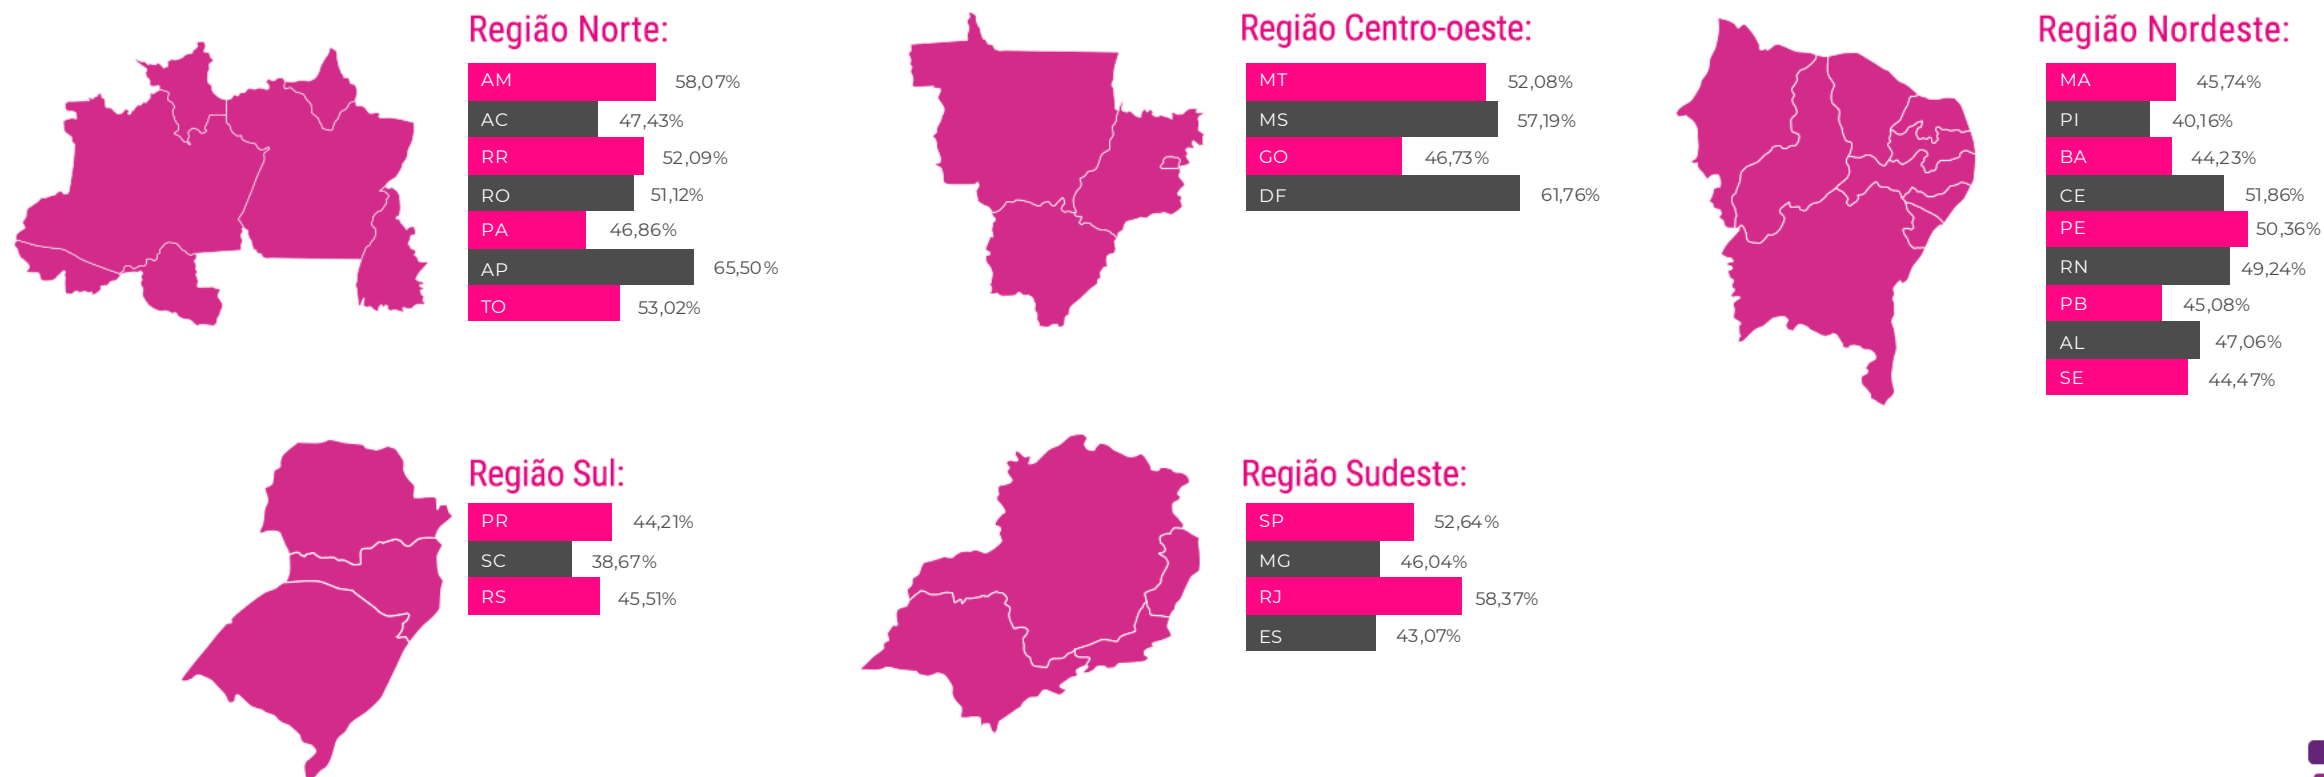 Região Norte:
AM 58,07%
AC 47,43%
RR 52,09%
RO 51,12%
PA 46,86%
AP 65,50%
TO 53,02%
Região Centro-oeste:
MT 52,08%
MS 57,19%
GO 46,73%
DF 61,76%
Região Nordeste:
MA 45,74%
PI 40,16%
BA 44,23%
CE 51,86%
PE 50,36%
RN 49,24%
PB 45,08%
AL 47,06%
SE 44,47%
Região Sul:
PR 44,21%
SC 38,67%
RS 45,51%
Região Sudeste:
SP 52,64%
MG 46,04%
RJ 58,37%
ES 43,07%